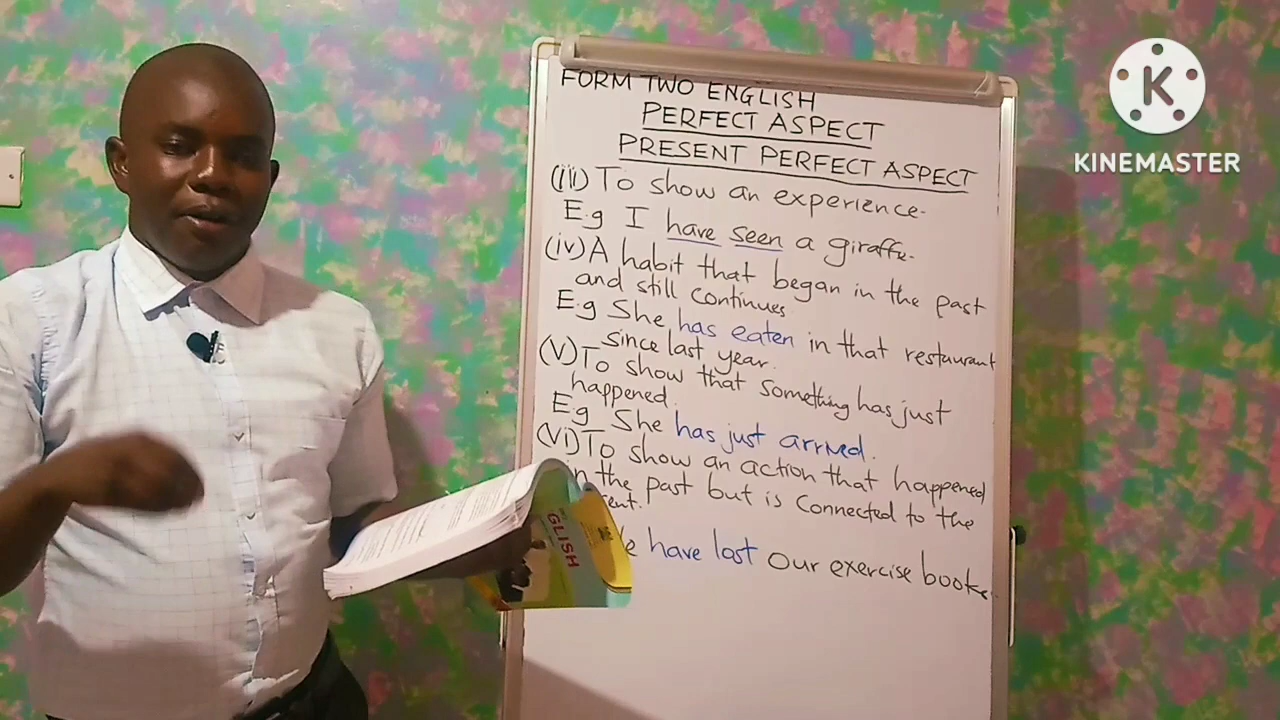 FORM TWO ENGLISH
PERFECT ASPECT
PRESENT PERFECT ASPECT
(iii) To show an experience.
E.g I have seen a giraffe.
(iv) A habit that began in the past
and still continues
E.g She has eaten in that restaurant
since last year.
(V) To show that something has just
happened.
E.g She has just arrived.
(Vi) To show an action that happened
the past but is connected to the
have lost our exercise books.
GLISH
K
KINEMASTER